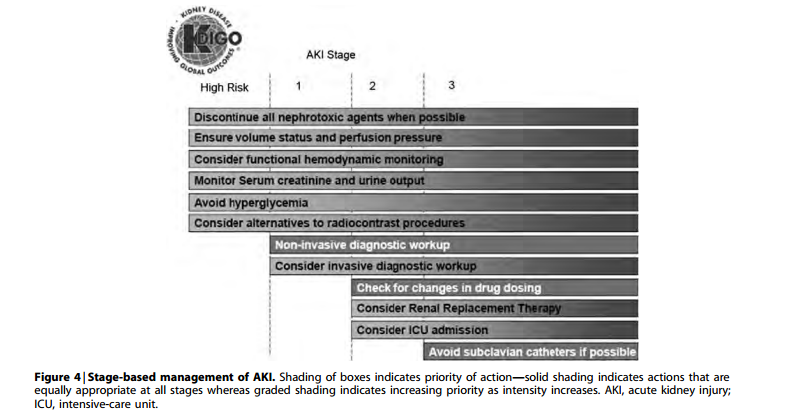 KIDNEY DISEASE
KDIGO
IMPROVING GLOBAL OUTCOMES
AKI Stage
High Risk 1 2 3
Discontinue all nephrotoxic agents when possible
Ensure volume status and perfusion pressure
Consider functional hemodynamic monitoring
Monitor Serum creatinine and urine output
Avoid hyperglycemia
Consider alternatives to radiocontrast procedures
Non-invasive diagnostic workup
Consider invasive diagnostic workup
Check for changes in drug dosing
Consider Renal Replacement Therapy
Consider ICU admission
Avoid subclavian catheters if possible
Figure 4 | Stage-based management of AKI. Shading of boxes indicates priority of action—solid shading indicates actions that are
equally appropriate at all stages whereas graded shading indicates increasing priority as intensity increases. AKI, acute kidney injury;
ICU, intensive-care unit.